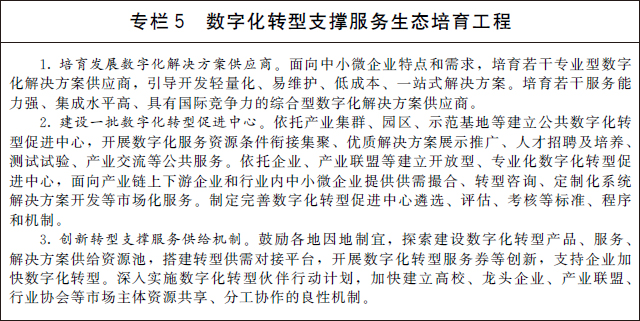 专栏 5 数字化转型支撑服务生态培育工程
1. 培育发展数字化解决方案供应商。面向中小微企业特点和需求，培育若干专业型数字
化解决方案供应商，引导开发轻量化、易维护、低成本、一站式解决方案。培育若干服务能
力强、集成水平高、具有国际竞争力的综合型数字化解决方案供应商。
2. 建设一批数字化转型促进中心。依托产业集群、园区、示范基地等建立公共数字化转
型促进中心，开展数字化服务资源条件衔接集聚、优质解决方案展示推广、人才招聘及培养、
测试试验、产业交流等公共服务。依托企业、产业联盟等建立开放型、专业化数字化转型促
进中心，面向产业链上下游企业和行业内中小微企业提供供需撮合、转型咨询、定制化系统
解决方案开发等市场化服务。制定完善数字化转型促进中心遴选、评估、考核等标准、程序
和机制。
3. 创新转型支撑服务供给机制。鼓励各地因地制宜，探索建设数字化转型产品、服务、
解决方案供给资源池，搭建转型供需对接平台，开展数字化转型服务券等创新，支持企业加
快数字化转型。深入实施数字化转型伙伴行动计划，加快建立高校、龙头企业、产业联盟、
行业协会等市场主体资源共享、分工协作的良性机制。